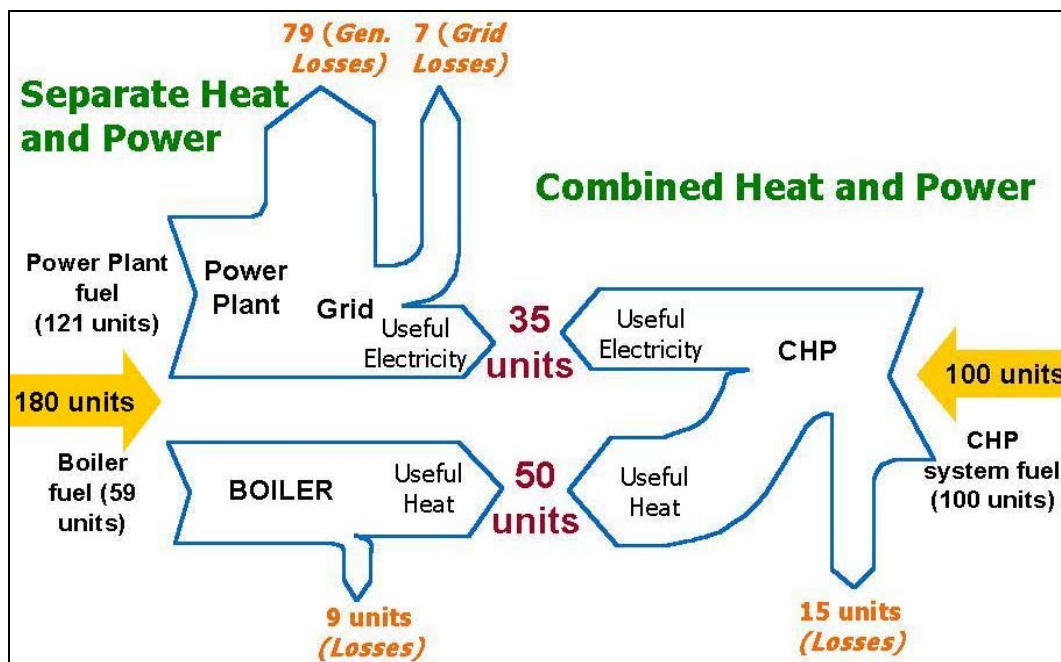 79 (Gen.
Losses)
7 (Grid
Losses)
Separate Heat
and Power
Combined Heat and Power
Power Plant
fuel
(121 units)
Power
Plant
Grid
Useful
Electricity
35
units
Useful
Electricity
CHP
180 units
100 units
Boiler
fuel (59
units)
BOILER
Useful
Heat
50
units
Useful
Heat
CHP
system fuel
(100 units)
9 units
(Losses)
15 units
(Losses)